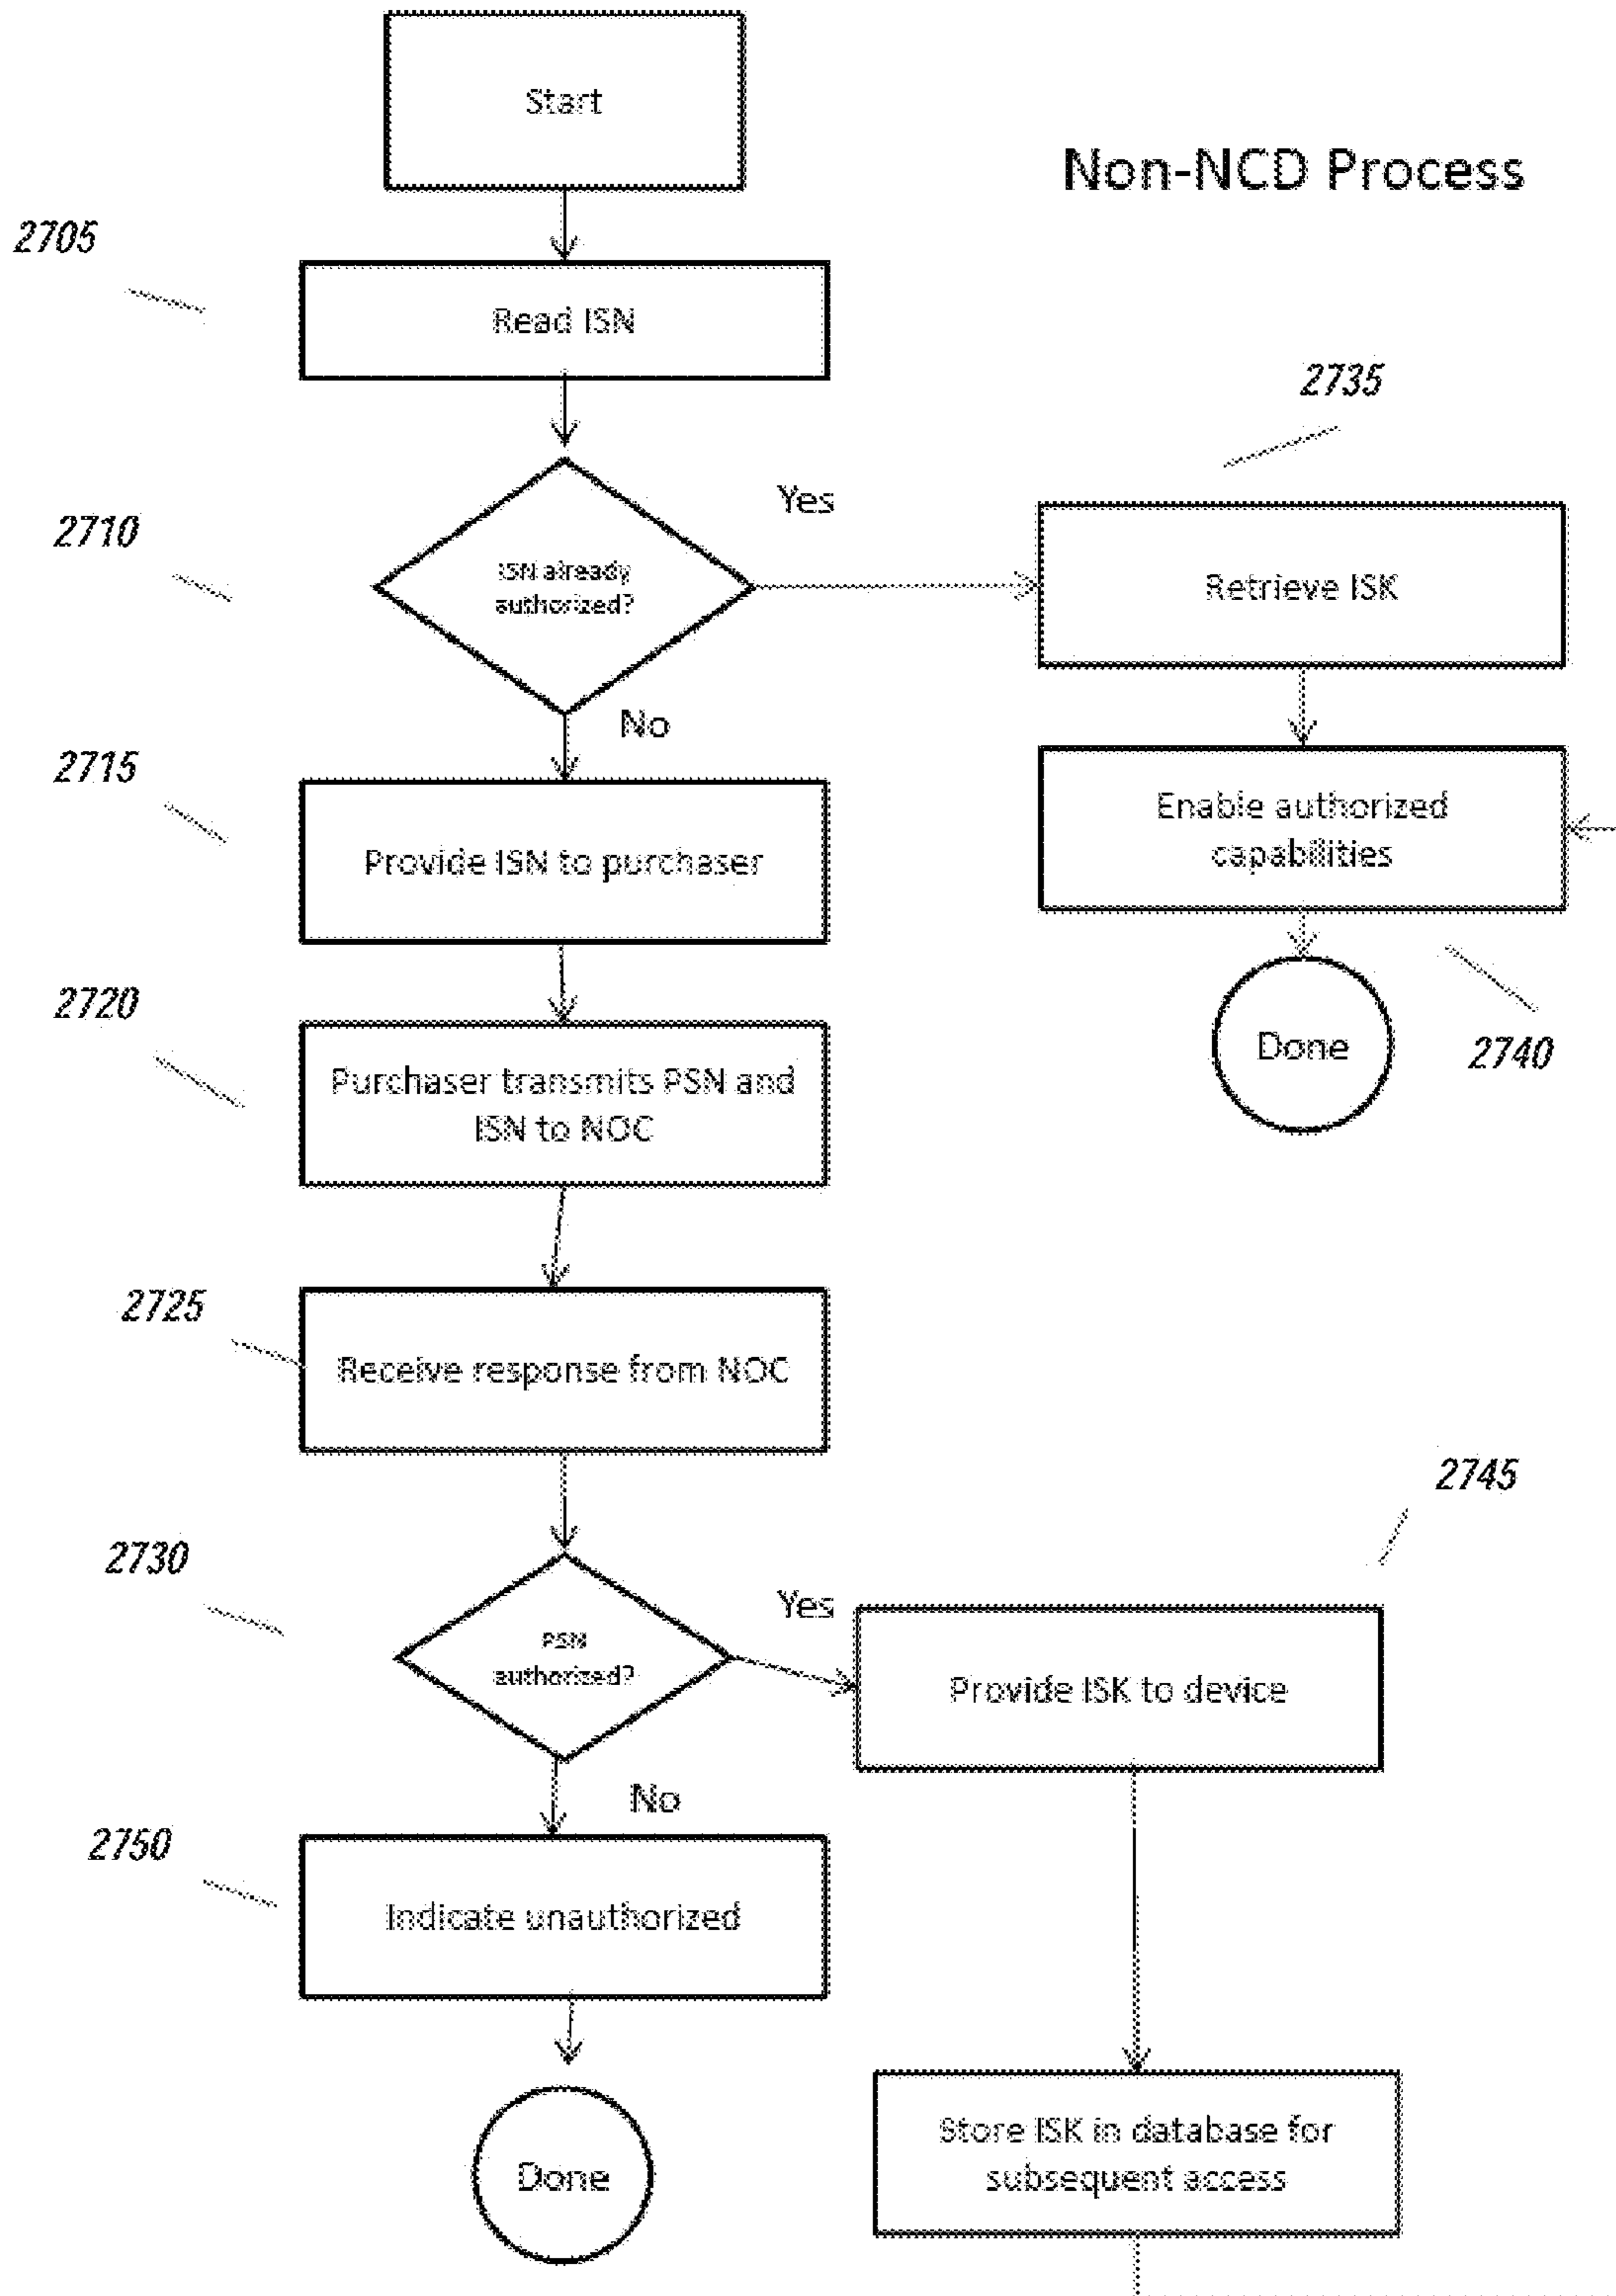 Start
Non-NCD Process
2705
Read ISN
2735
2710
Yes
ISN already
authorized?
Retrieve ISK
No
2715
Provide ISN to purchaser
Enable authorized
capabilities
2720
Purchaser transmits PSN and
ISN to NOC
Done
2740
2725
Receive response from NOC
2745
2730
Yes
PSN
authorized?
Provide ISK to device
No
2750
Indicate unauthorized
Store ISK in database for
subsequent access
Done